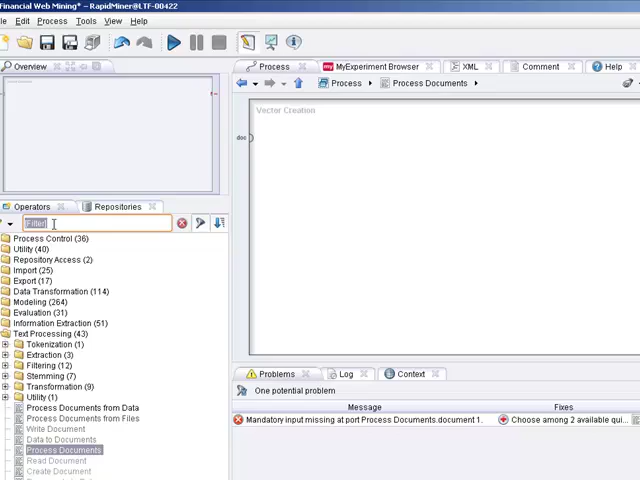 Financial Web Mining* – RapidMiner@LTF-00422
Edit Process Tools View Help
Overview
Process
MyExperiment Browser
XML
Comment
Help
Process
Process Documents
Vector Creation
doc
Operators
Repositories
[Filter]
Process Control (36)
Utility (40)
Repository Access (2)
Import (25)
Export (17)
Data Transformation (114)
Modeling (264)
Evaluation (31)
Information Extraction (51)
Text Processing (43)
Tokenization (1)
Extraction (3)
Filtering (12)
Stemming (7)
Transformation (9)
Utility (1)
Process Documents from Data
Process Documents from Files
Write Document
Data to Documents
Process Documents
Read Document
Create Document
Problems
Log
Context
One potential problem
Message
Fixes
Mandatory input missing at port Process Documents.document 1.
Choose among 2 available qui...